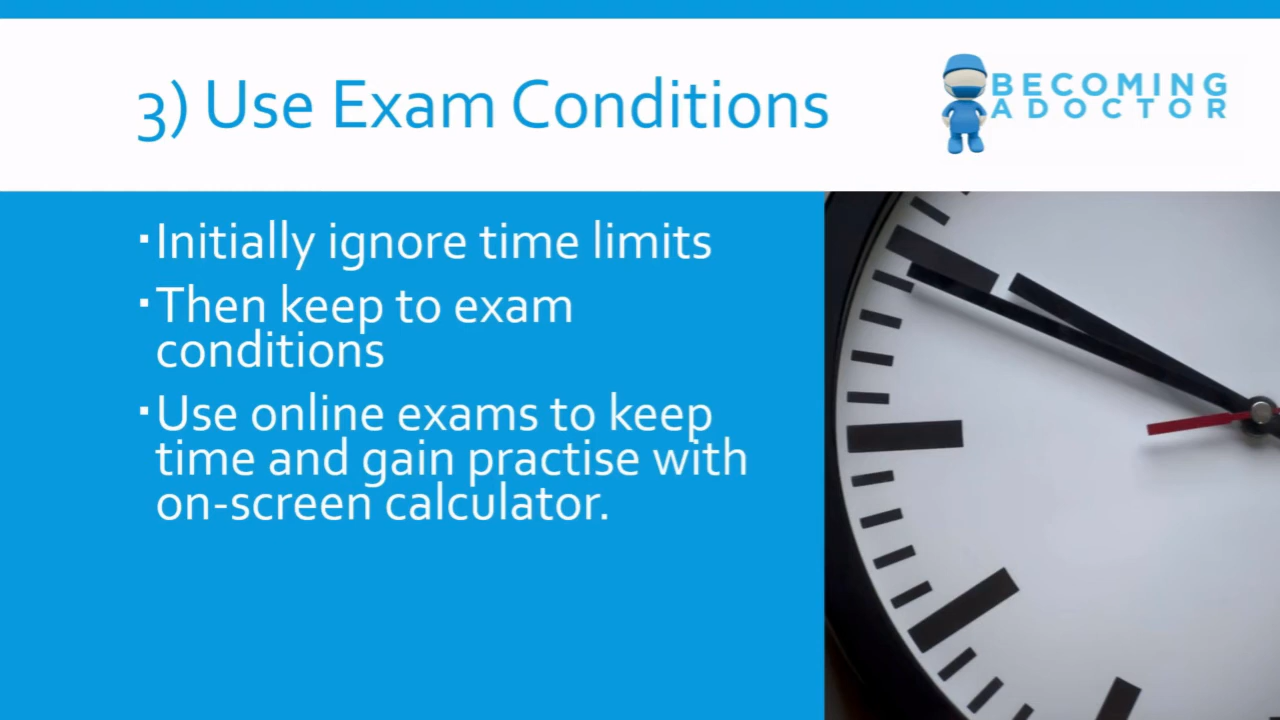 3) Use Exam Conditions
BECOMING
A DOCTOR
▪Initially ignore time limits
▪Then keep to exam
conditions
▪Use online exams to keep
time and gain practise with
on-screen calculator.